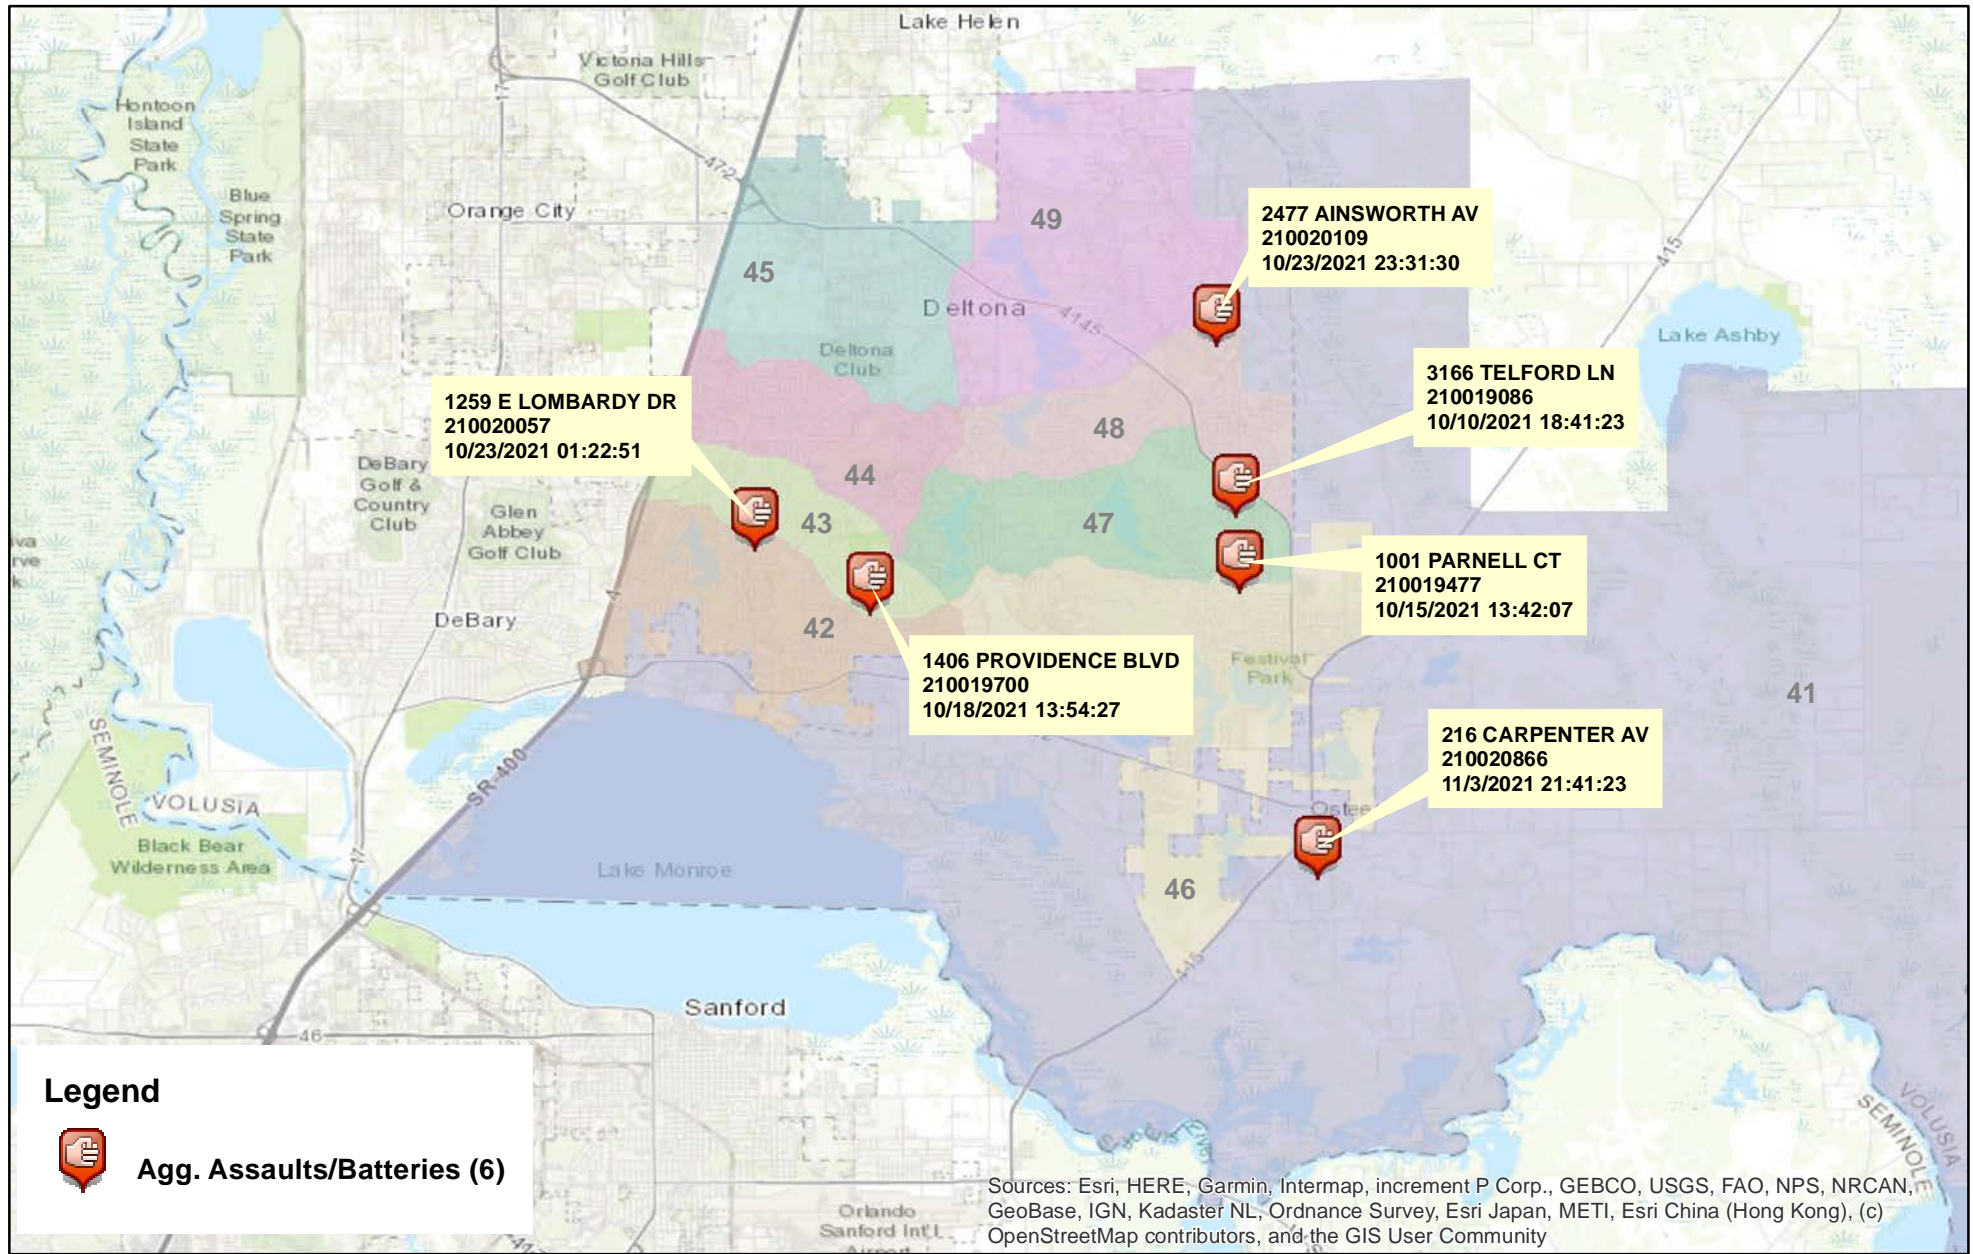 Lake Helen
Victoria Hills
Golf Club
Hontoon
Island
State
Park
17
472
Blue
Spring
State
Park
Orange City
49
2477 AINSWORTH AV
210020109
10/23/2021 23:31:30
415
45
Deltona
4145
Lake Ashby
Deltona
Club
3166 TELFORD LN
210019086
10/10/2021 18:41:23
1259 E LOMBARDY DR
210020057
10/23/2021 01:22:51
48
DeBary
Golf &
Country
Club
44
Glen
Abbey
Golf Club
43
47
1001 PARNELL CT
210019477
10/15/2021 13:42:07
4
DeBary
42
1406 PROVIDENCE BLVD
210019700
10/18/2021 13:54:27
Festival
Park
41
216 CARPENTER AV
210020866
11/3/2021 21:41:23
SEMINOLE
VOLUSIA
SR-400
Black Bear
Wilderness Area
17
Lake Monroe
46
415
Sanford
46
Legend
Agg. Assaults/Batteries (6)
VOLUSIA
SEMINOLE
Orlando
Sanford Int'L
Airport
Sources: Esri, HERE, Garmin, Intermap, increment P Corp., GEBCO, USGS, FAO, NPS, NRCAN,
GeoBase, IGN, Kadaster NL, Ordnance Survey, Esri Japan, METI, Esri China (Hong Kong), (c)
OpenStreetMap contributors, and the GIS User Community